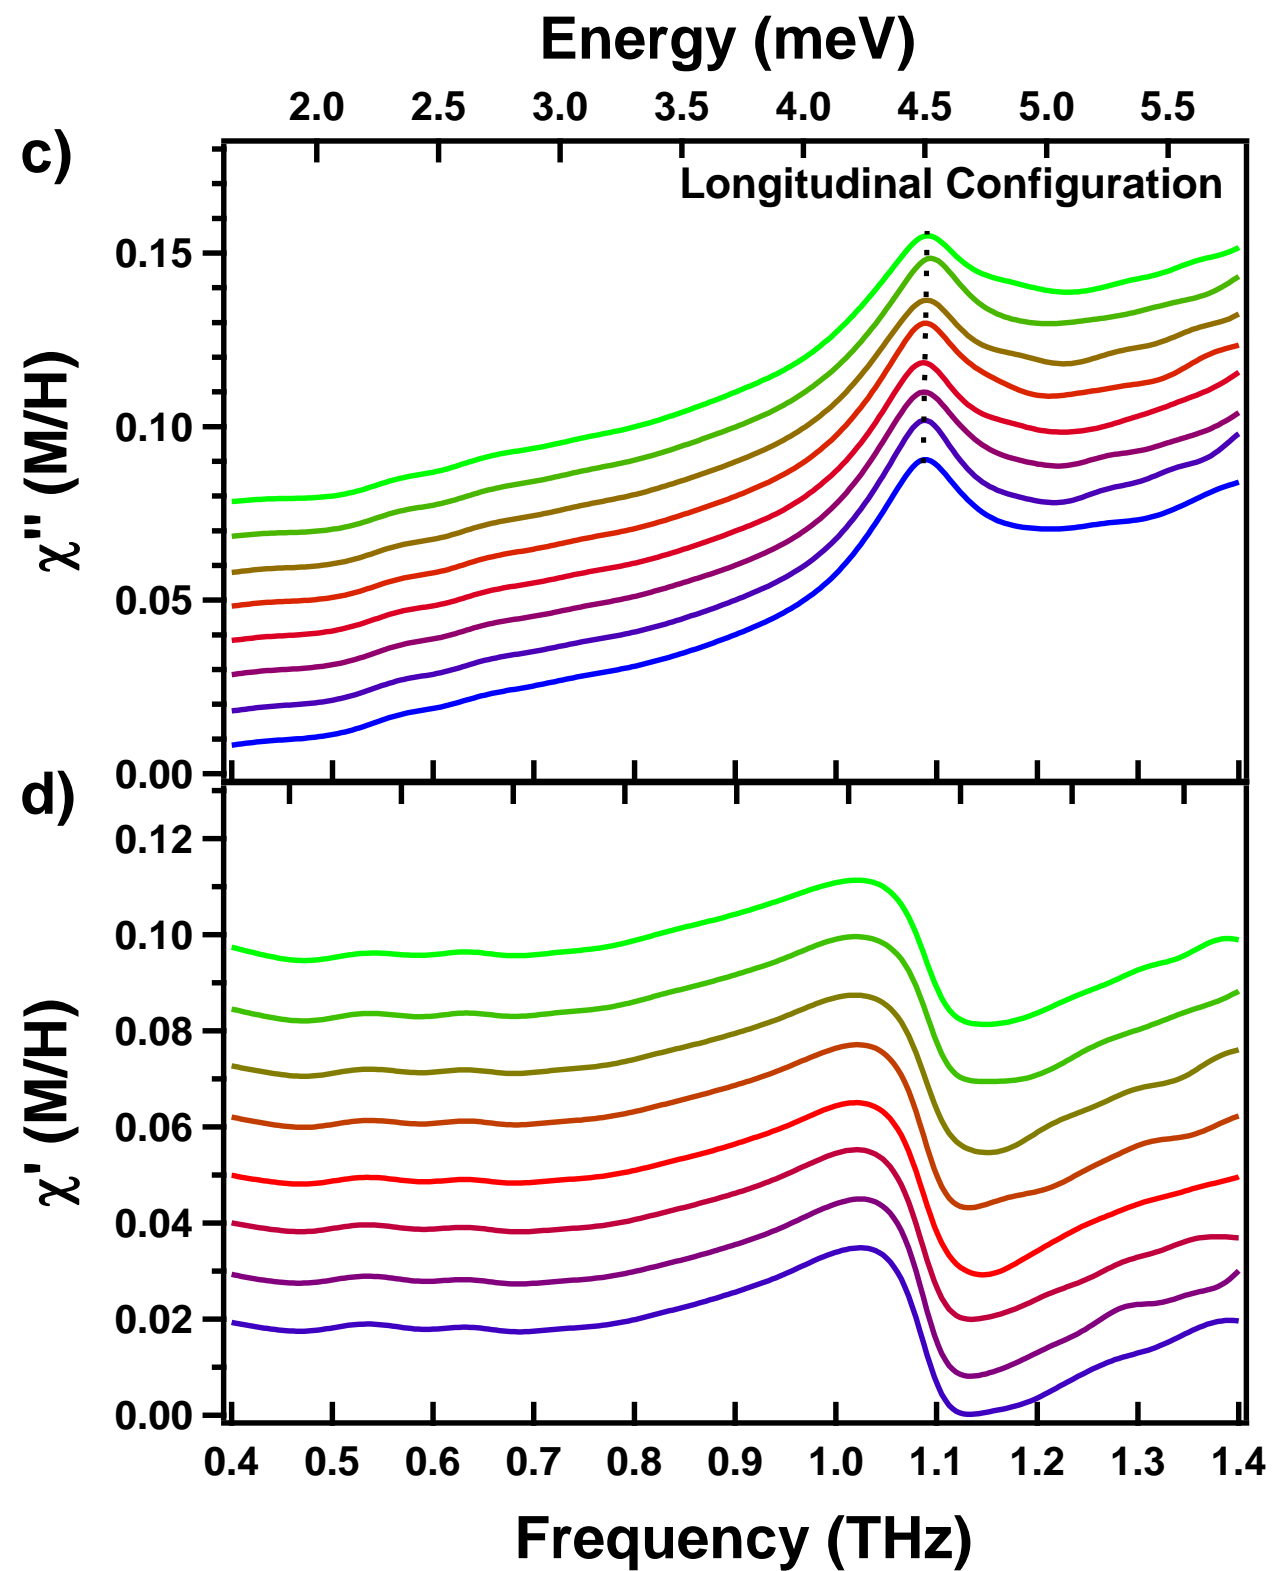 Energy (meV)
2.0 2.5 3.0 3.5 4.0 4.5 5.0 5.5
c)
Longitudinal Configuration
0.15
0.10
0.05
0.00
χ'' (M/H)
d)
0.12
0.10
0.08
0.06
0.04
0.02
0.00
χ' (M/H)
0.4 0.5 0.6 0.7 0.8 0.9 1.0 1.1 1.2 1.3 1.4
Frequency (THz)